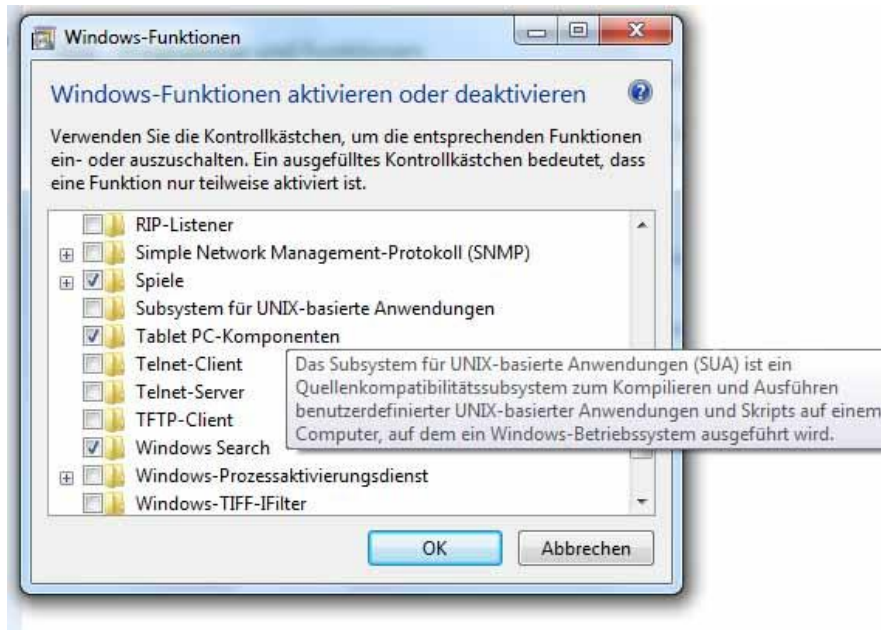 Windows-Funktionen
Windows-Funktionen aktivieren oder deaktivieren
Verwenden Sie die Kontrollkästchen, um die entsprechenden Funktionen
ein- oder auszuschalten. Ein ausgefülltes Kontrollkästchen bedeutet, dass
eine Funktion nur teilweise aktiviert ist.
RIP-Listener
Simple Network Management-Protokoll (SNMP)
Spiele
Subsystem für UNIX-basierte Anwendungen
Tablet PC-Komponenten
Telnet-Client
Telnet-Server
TFTP-Client
Windows Search
Windows-Prozessaktivierungsdienst
Windows-TIFF-IFilter
Das Subsystem für UNIX-basierte Anwendungen (SUA) ist ein
Quellenkompatibilitätssubsystem zum Kompilieren und Ausführen
benutzerdefinierter UNIX-basierter Anwendungen und Skripts auf einem
Computer, auf dem ein Windows-Betriebssystem ausgeführt wird.
OK
Abbrechen